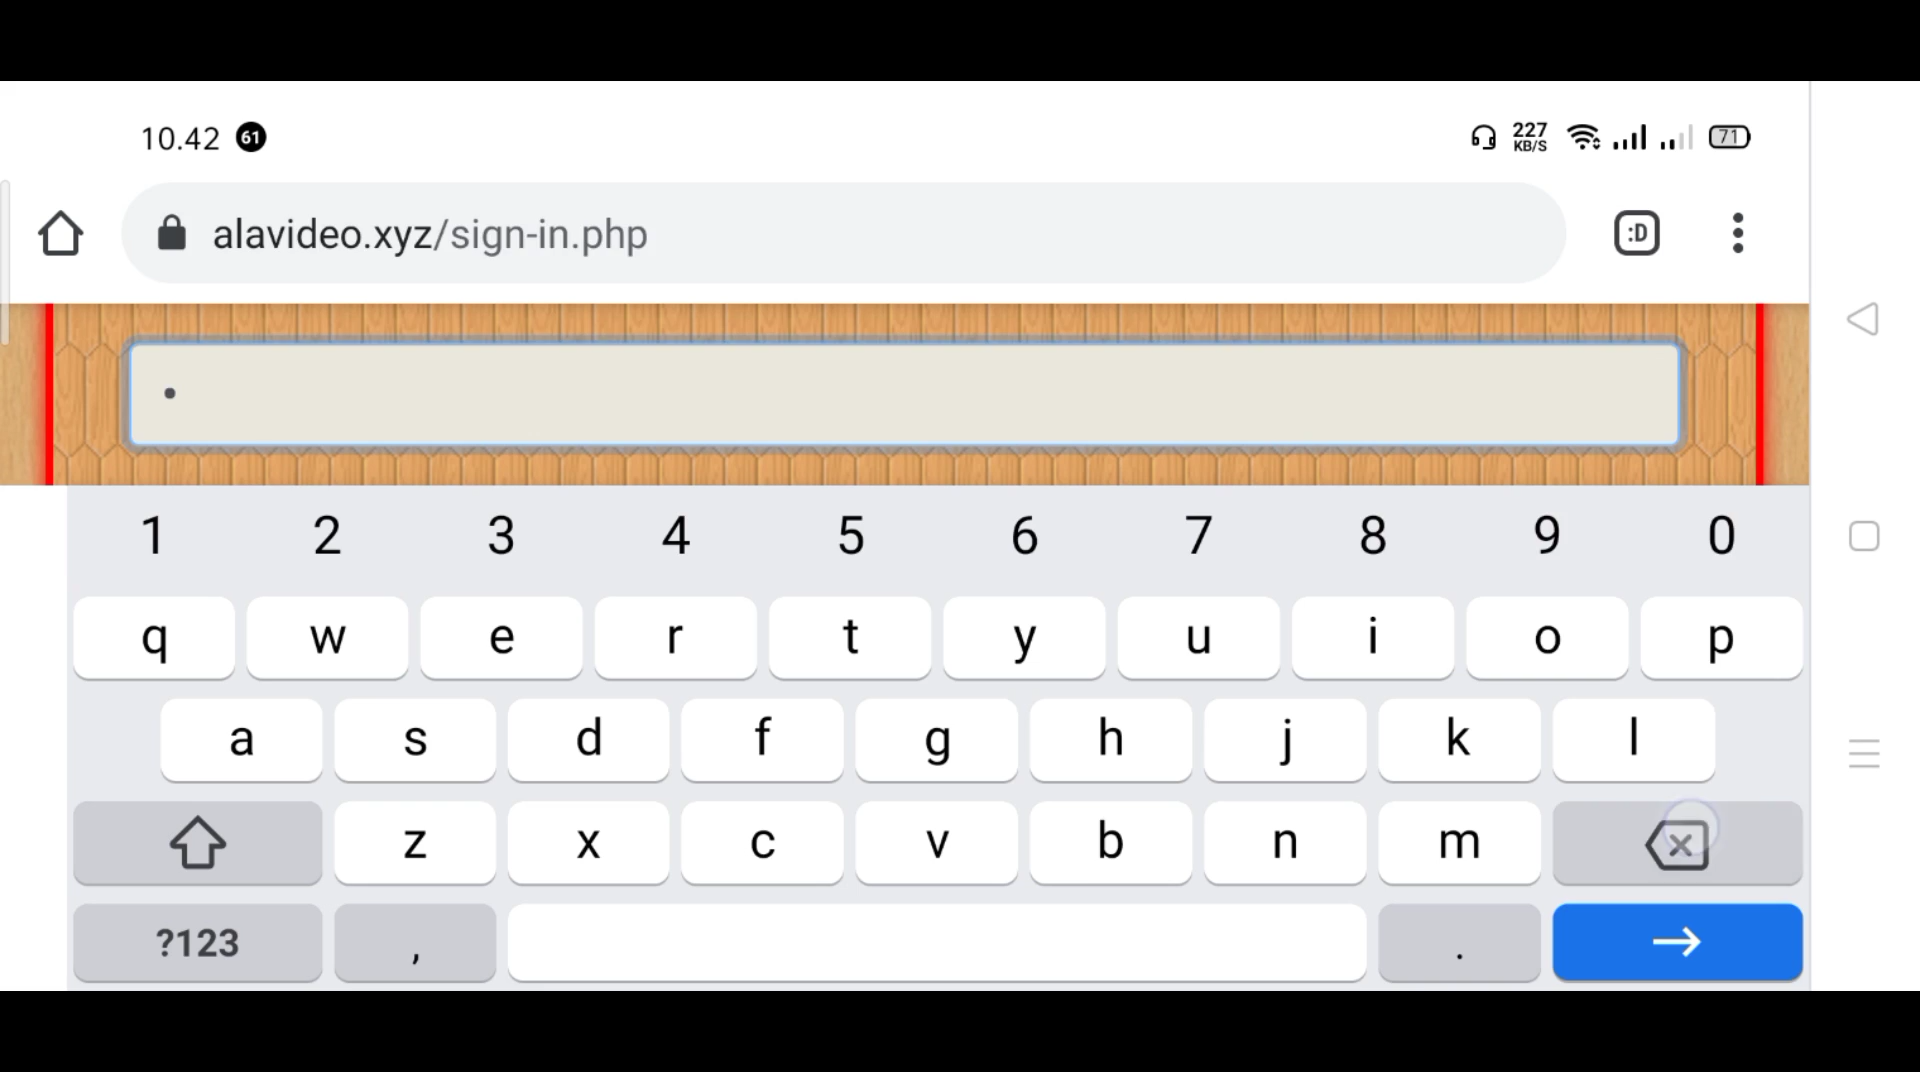 10.42 61 227 KB/S 71
alavideo.xyz/sign-in.php :D
•
1 2 3 4 5 6 7 8 9 0
q w e r t y u i o p
a s d f g h j k l
z x c v b n m
?123 , .